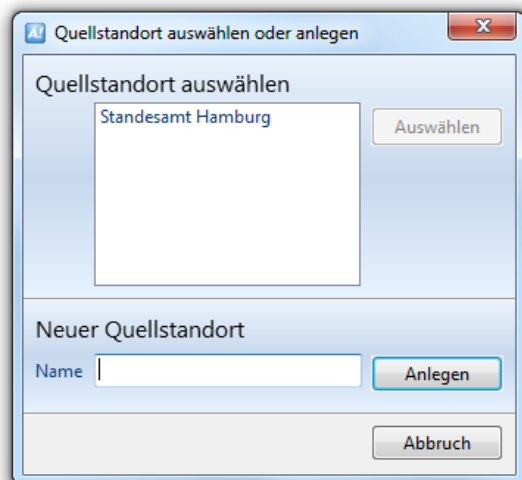 A! Quellstandort auswählen oder anlegen
Quellstandort auswählen
Standesamt Hamburg
Auswählen
Neuer Quellstandort
Name
Anlegen
Abbruch